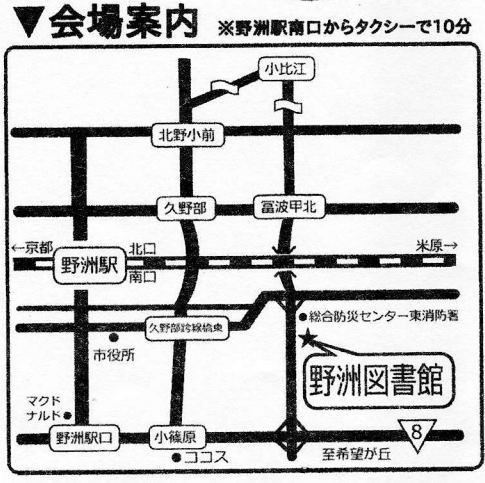 ▼会場案内 ※野洲駅南口からタクシーで10分
小比江
北野小前
久野部
冨波甲北
←京都
北口
米原→
野洲駅
南口
総合防災センター東消防署
久野部跨線橋東
市役所
野洲図書館
マクド
ナルド
野洲駅口
小篠原
8
ココス
至希望が丘